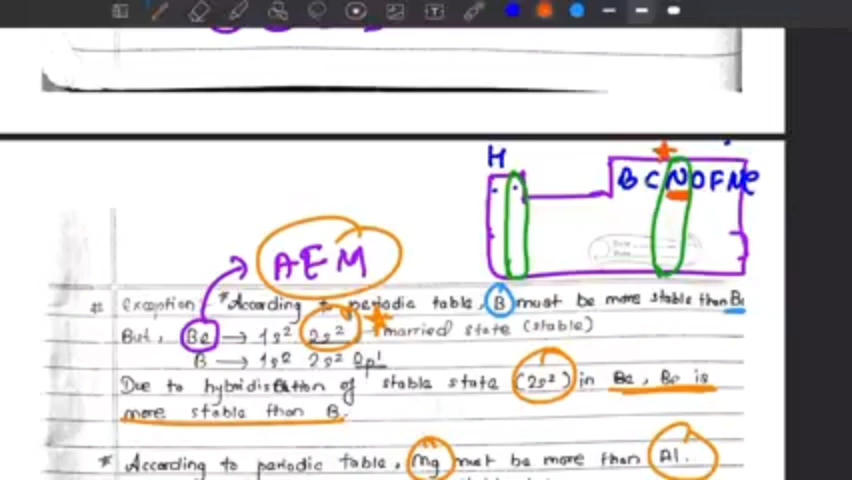 H
B C N O F Ne
AEM
Exception: * According to periodic table, B must be more stable than Be
But, Be → 1s² 2s² married state (stable)
B → 1s² 2s² 2p¹
Due to hybridisation of stable state (2s²) in Be, Be is
more stable than B.
* According to periodic table, Mg must be more than Al.